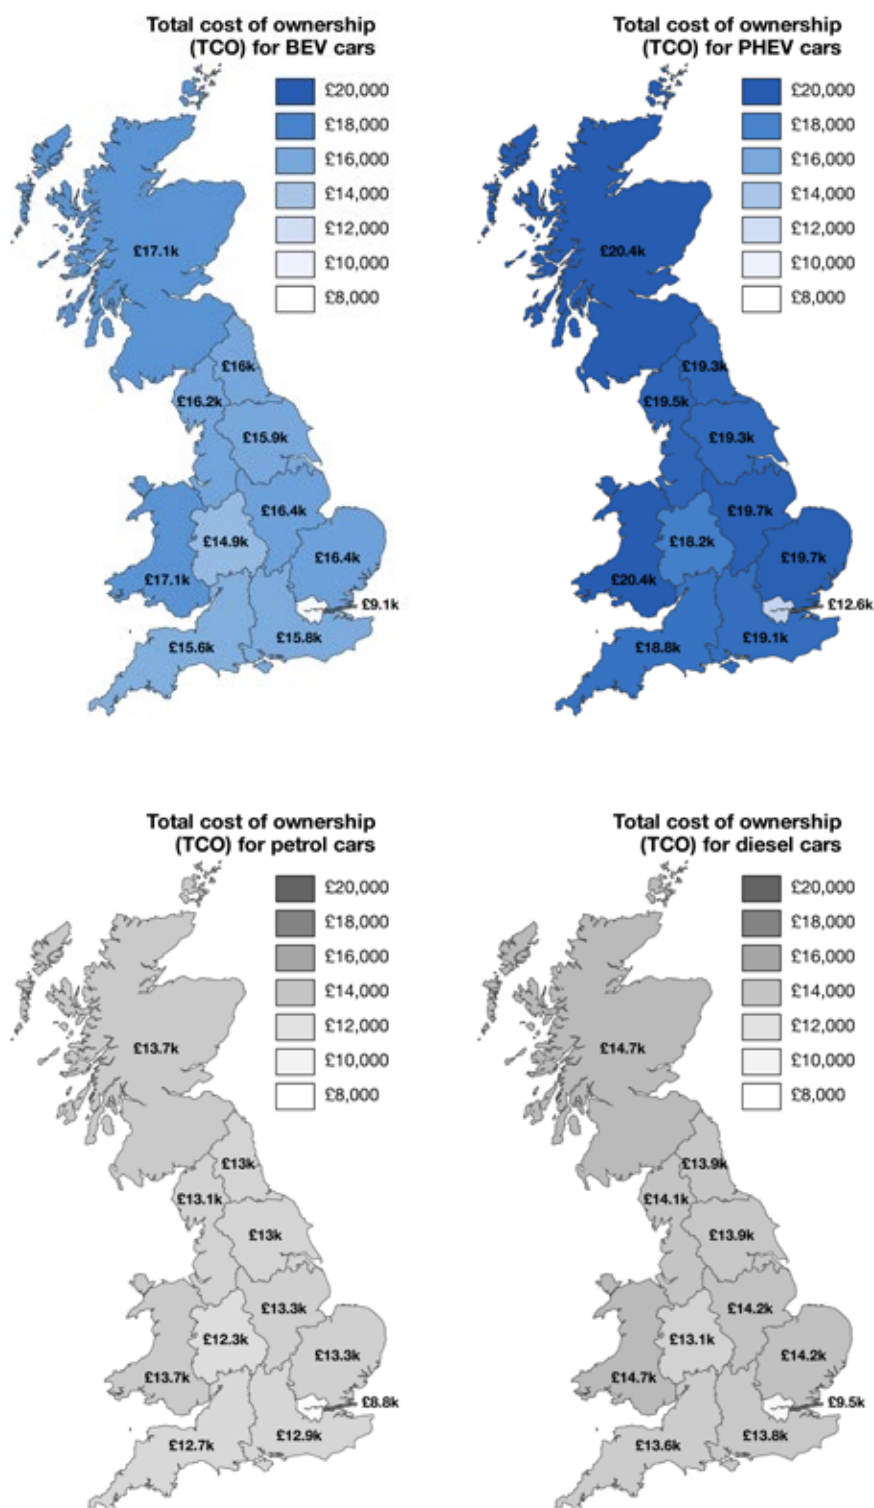 Total cost of ownership
(TCO) for BEV cars
£20,000
£18,000
£16,000
£14,000
£12,000
£10,000
£8,000
£17.1k
£16k
£16.2k
£15.9k
£16.4k
£14.9k
£16.4k
£17.1k
£9.1k
£15.6k
£15.8k
Total cost of ownership
(TCO) for PHEV cars
£20,000
£18,000
£16,000
£14,000
£12,000
£10,000
£8,000
£20.4k
£19.3k
£19.5k
£19.3k
£19.7k
£18.2k
£19.7k
£20.4k
£12.6k
£18.8k
£19.1k
Total cost of ownership
(TCO) for petrol cars
£20,000
£18,000
£16,000
£14,000
£12,000
£10,000
£8,000
£13.7k
£13k
£13.1k
£13k
£13.3k
£12.3k
£13.3k
£13.7k
£8.8k
£12.7k
£12.9k
Total cost of ownership
(TCO) for diesel cars
£20,000
£18,000
£16,000
£14,000
£12,000
£10,000
£8,000
£14.7k
£13.9k
£14.1k
£13.9k
£14.2k
£13.1k
£14.2k
£14.7k
£9.5k
£13.6k
£13.8k